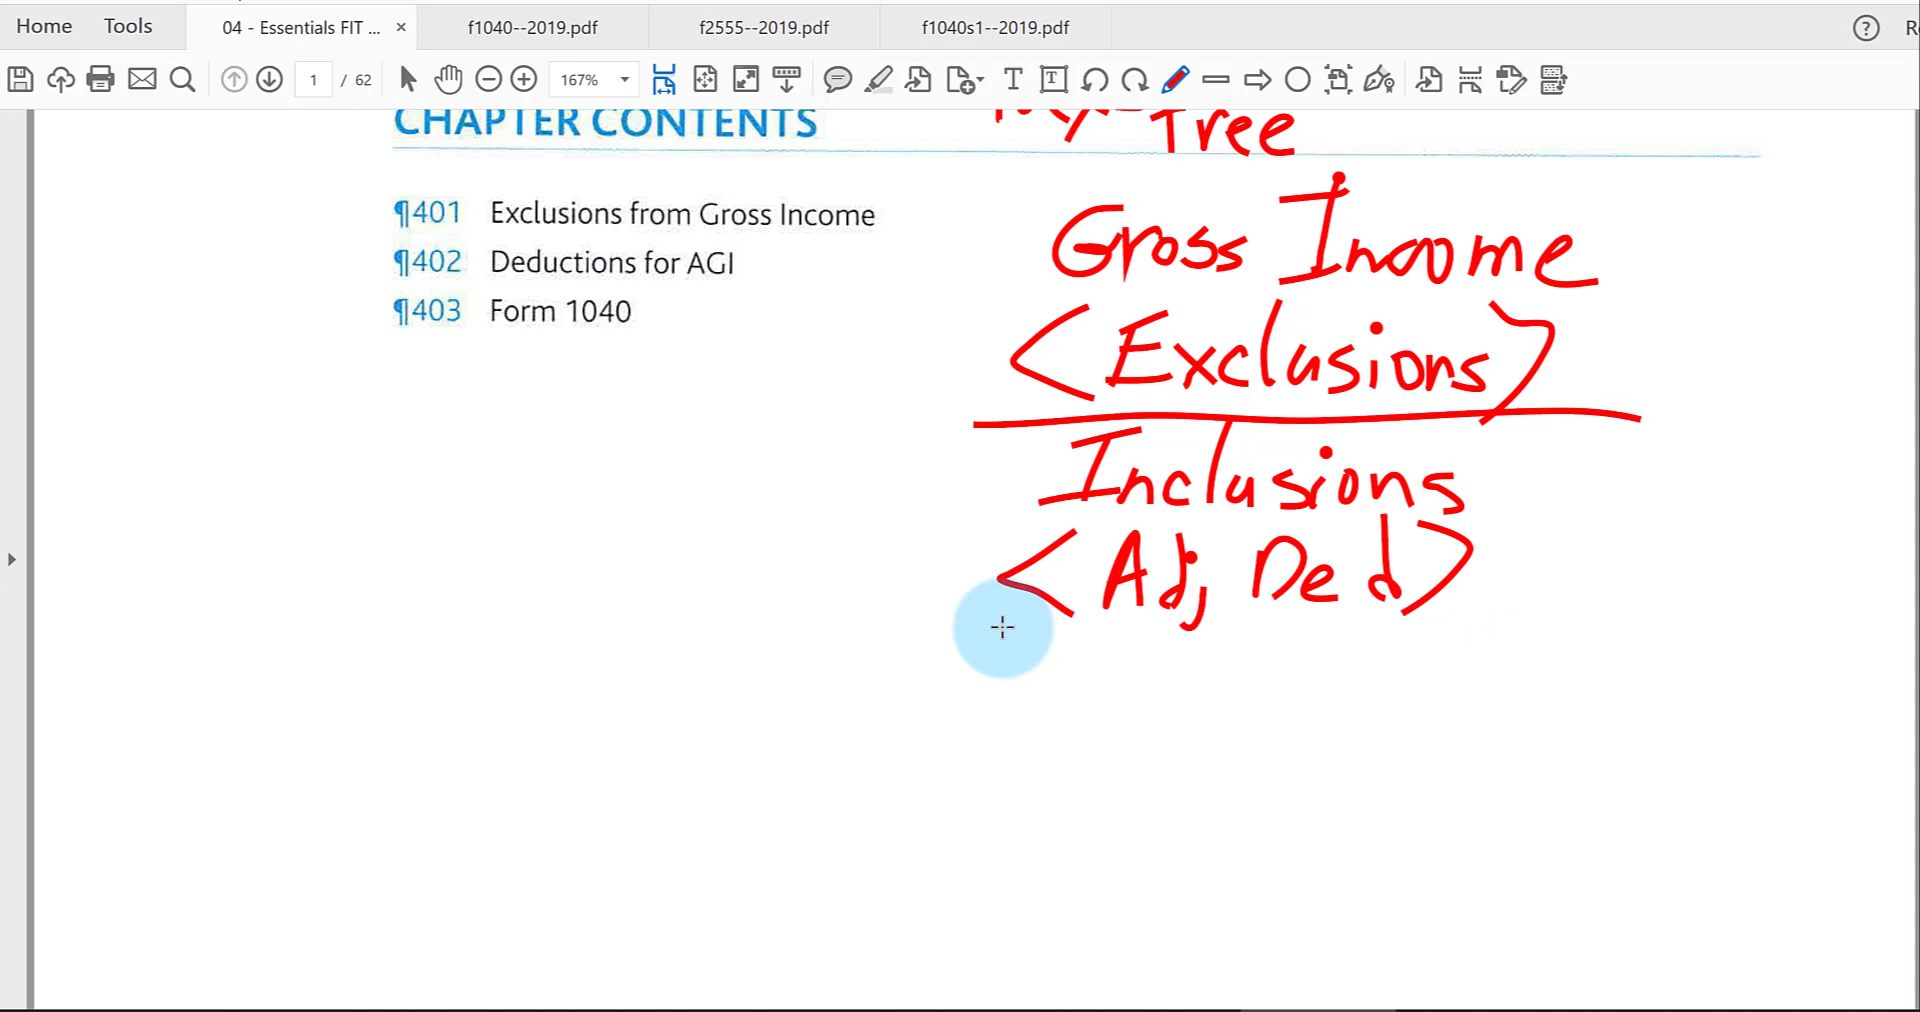 Home Tools 04 - Essentials FIT ... × f1040--2019.pdf f2555--2019.pdf f1040s1--2019.pdf ?
1 / 62 167%
CHAPTER CONTENTS
Tree
¶401 Exclusions from Gross Income
¶402 Deductions for AGI
¶403 Form 1040
Gross Income
<Exclusions>
Inclusions
<Adj Ded>